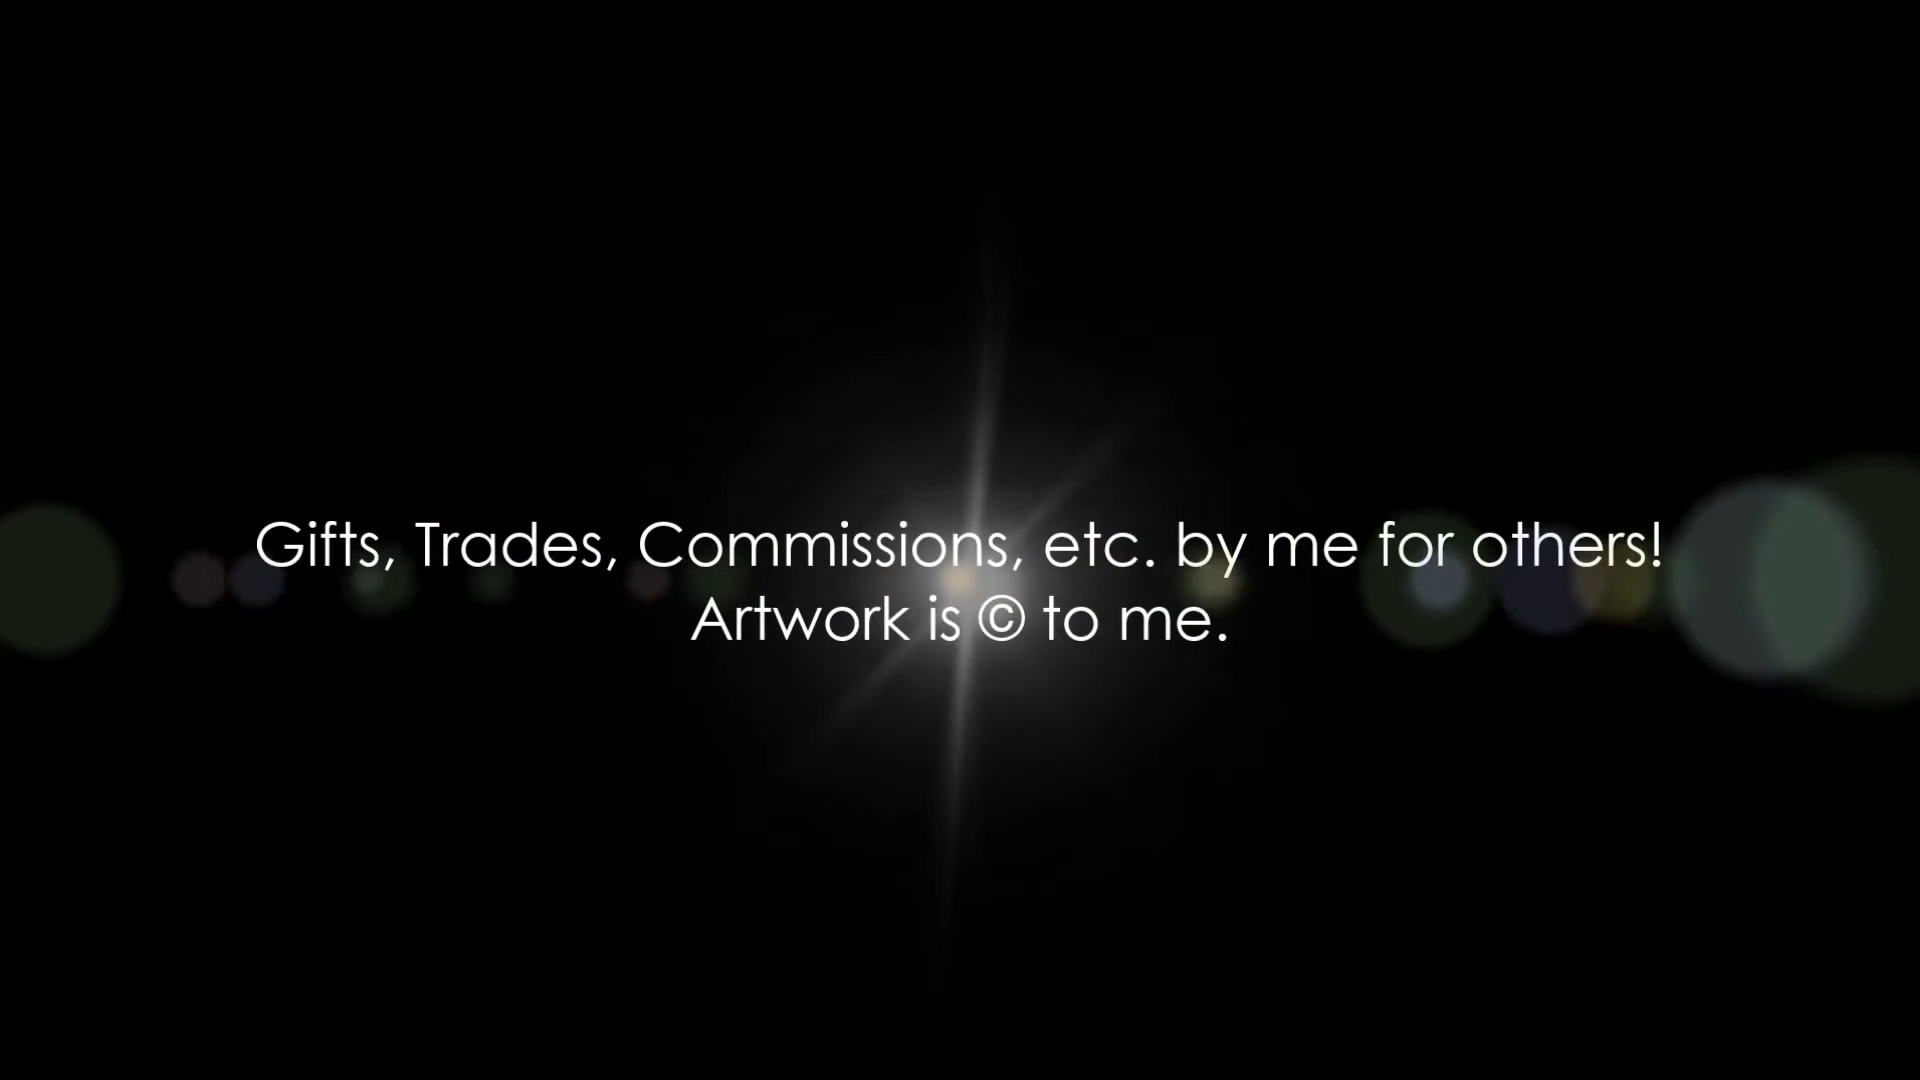 Gifts, Trades, Commissions, etc. by me for others!
Artwork is © to me.